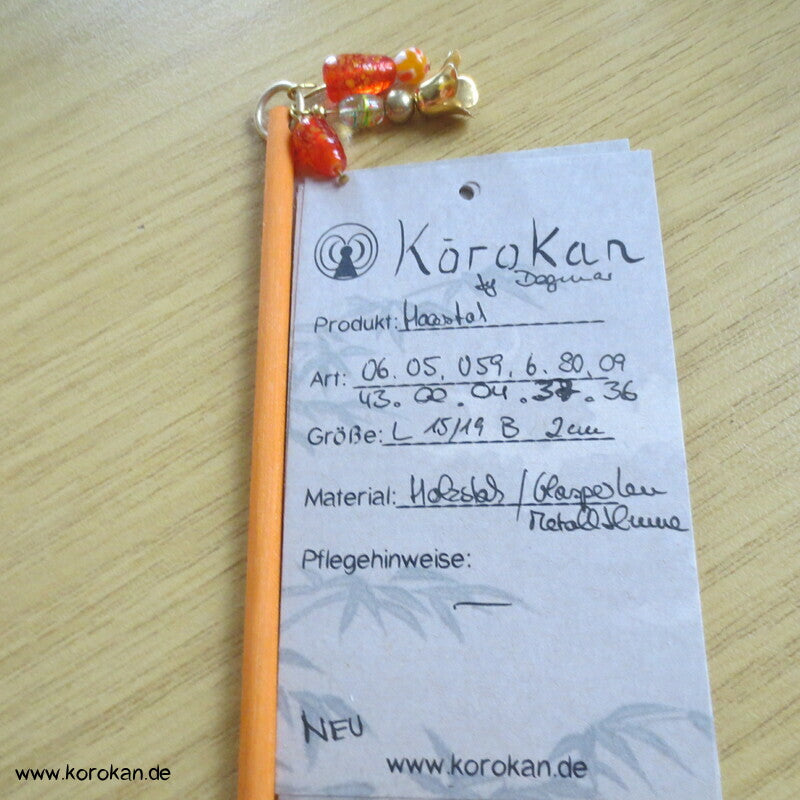 Kōrokan
by Dagmar
Produkt: Haarstab
Art: 06. 05. 059. 6. 80. 09
43. 00. 04. 37. 36
Größe: L 15/19 B 2cm
Material: Holzstab / Glasperlen
Metallblume
Pflegehinweise:
—
NEU
www.korokan.de
www.korokan.de